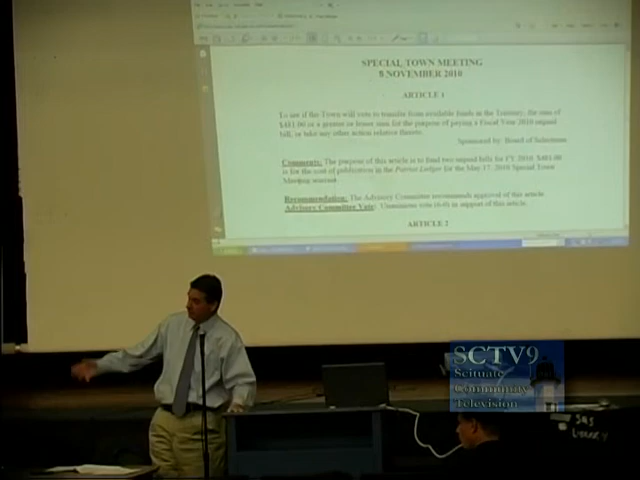 SPECIAL TOWN MEETING
8 NOVEMBER 2010
ARTICLE 1
To see if the Town will vote to transfer from available funds in the Treasury, the sum of
$481.00 or a greater or lesser sum for the purpose of paying a Fiscal Year 2010 unpaid
bill, or take any other action relative thereto.
Sponsored by: Board of Selectmen
Comments: The purpose of this article is to fund two unpaid bills for FY 2010. $481.00
is for the cost of publication in the Patriot Ledger for the May 17, 2010 Special Town
Meeting warrant.
Recommendation: The Advisory Committee recommends approval of this article.
Advisory Committee Vote: Unanimous vote in support of this article.
ARTICLE 2
SCTV9
Scituate
Community
Television
Library